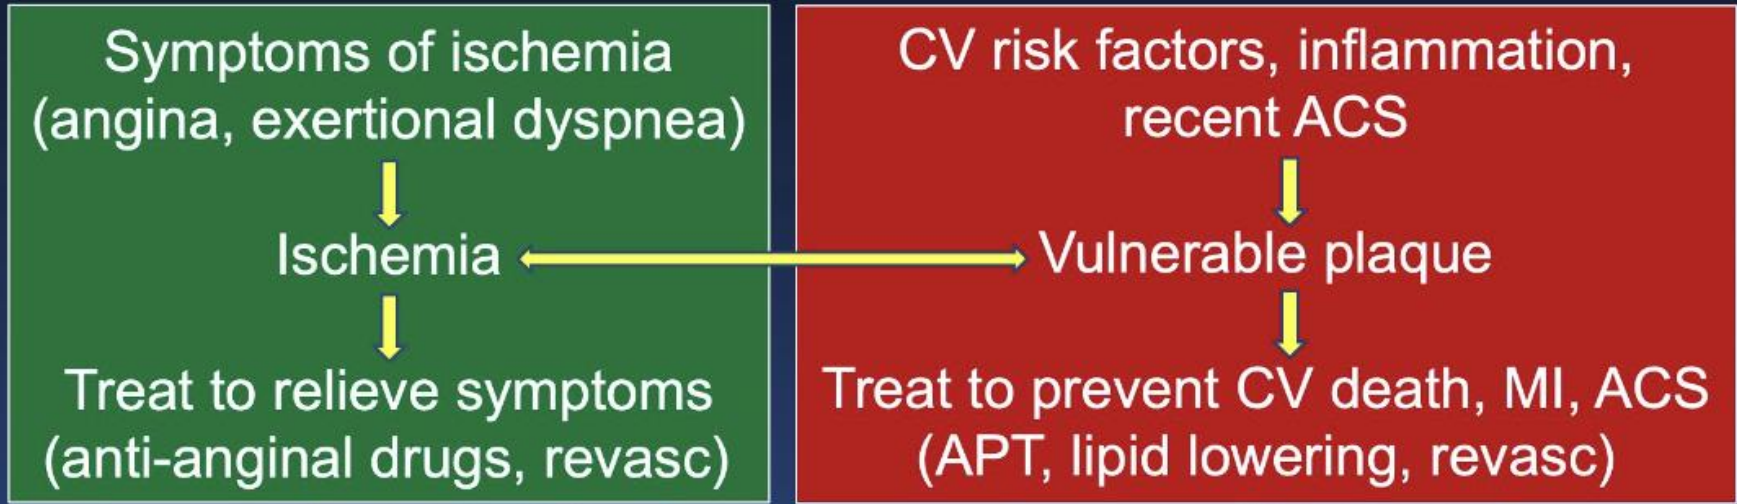 Symptoms of ischemia
(angina, exertional dyspnea)
Ischemia
Treat to relieve symptoms
(anti-anginal drugs, revasc)
CV risk factors, inflammation,
recent ACS
Vulnerable plaque
Treat to prevent CV death, MI, ACS
(APT, lipid lowering, revasc)